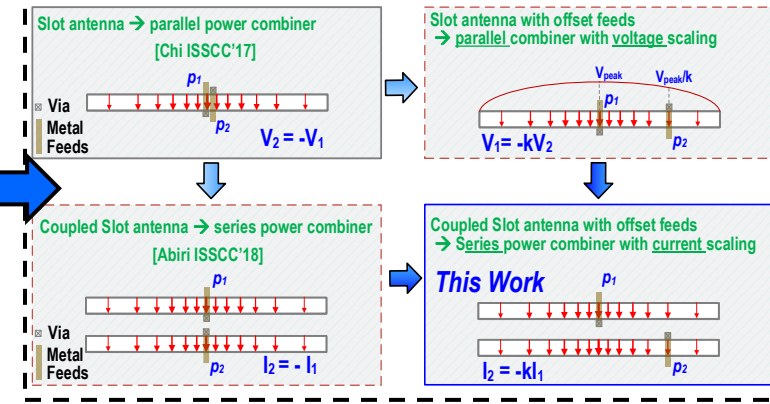 Slot antenna → parallel power combiner
[Chi ISSCC'17]
p1
Via
Metal
Feeds
p2
V2 = -V1
Slot antenna with offset feeds
→ parallel combiner with voltage scaling
Vpeak
Vpeak/k
p1
p2
V1= -kV2
Coupled Slot antenna → series power combiner
[Abiri ISSCC'18]
p1
Via
Metal
Feeds
p2
I2 = - I1
Coupled Slot antenna with offset feeds
→ Series power combiner with current scaling
This Work
p1
p2
I2 = -kI1